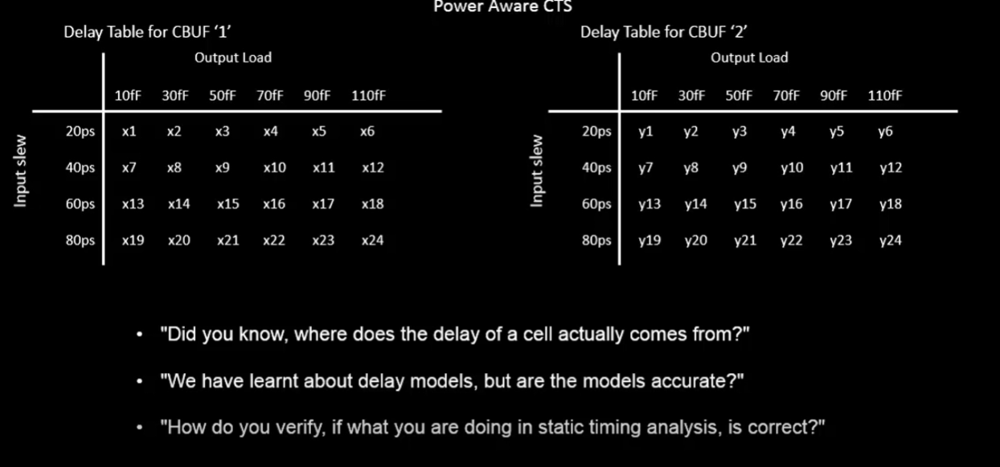 Power Aware CTS
Delay Table for CBUF ‘1’
Output Load
10fF 30fF 50fF 70fF 90fF 110fF
Input slew
20ps x1 x2 x3 x4 x5 x6
40ps x7 x8 x9 x10 x11 x12
60ps x13 x14 x15 x16 x17 x18
80ps x19 x20 x21 x22 x23 x24
Delay Table for CBUF ‘2’
Output Load
10fF 30fF 50fF 70fF 90fF 110fF
Input slew
20ps y1 y2 y3 y4 y5 y6
40ps y7 y8 y9 y10 y11 y12
60ps y13 y14 y15 y16 y17 y18
80ps y19 y20 y21 y22 y23 y24
• "Did you know, where does the delay of a cell actually comes from?"
• "We have learnt about delay models, but are the models accurate?"
• "How do you verify, if what you are doing in static timing analysis, is correct?"